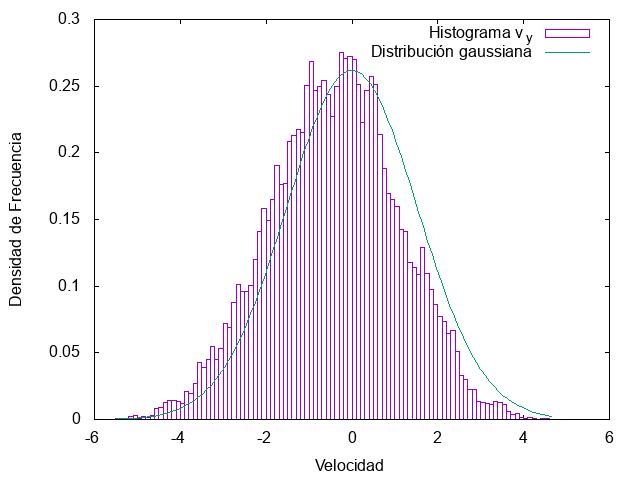 Histograma v_y
Distribución gaussiana
Densidad de Frecuencia
0.3
0.25
0.2
0.15
0.1
0.05
0
-6 -4 -2 0 2 4 6
Velocidad